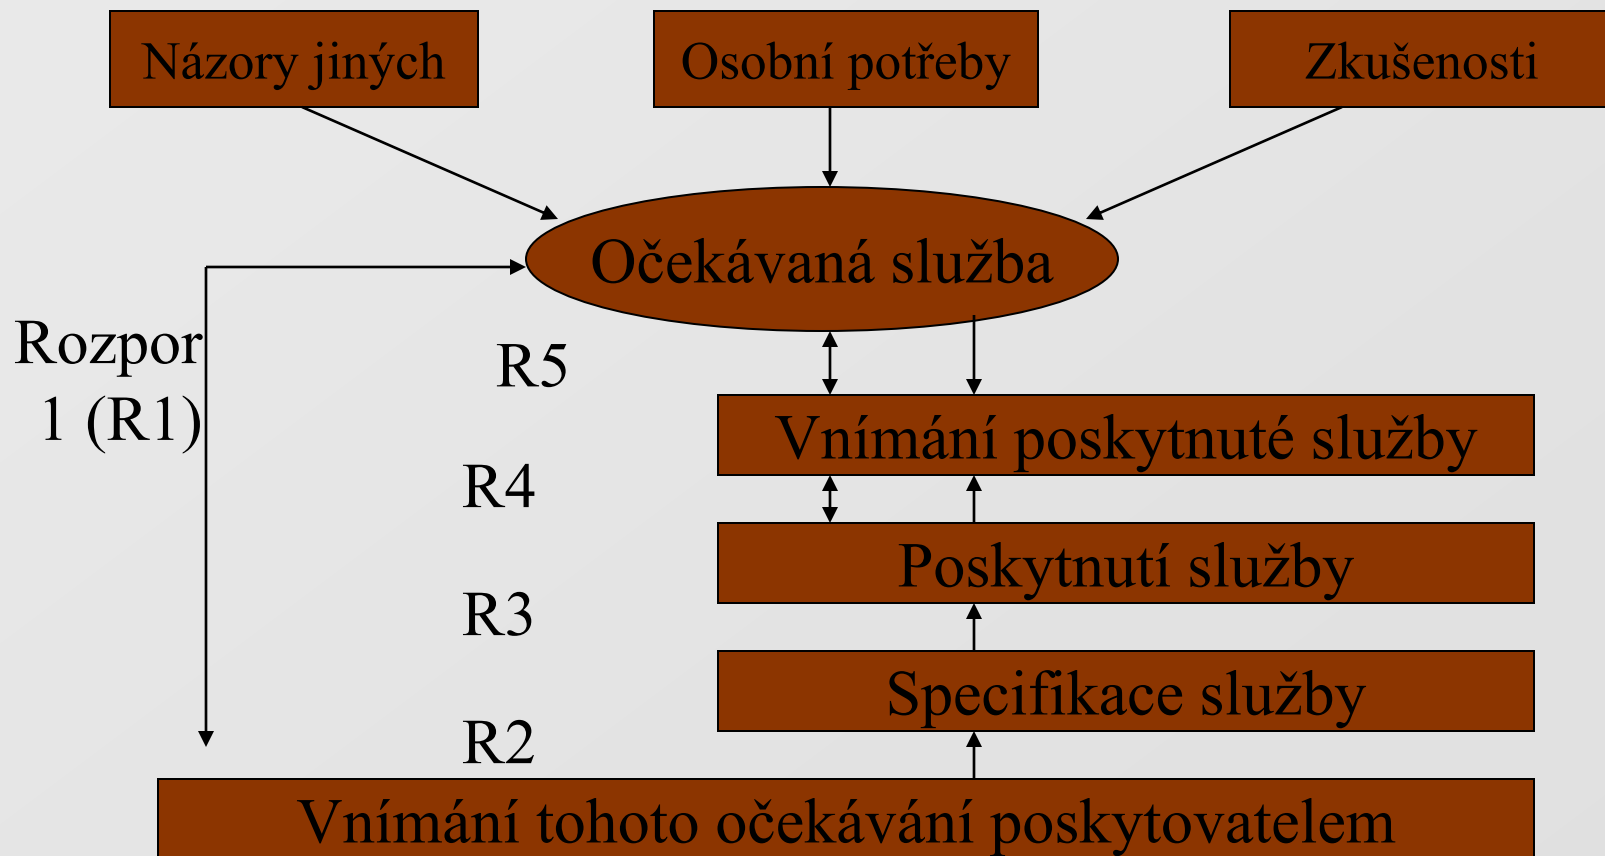 Názory jiných
Osobní potřeby
Zkušenosti
Očekávaná služba
Rozpor
1 (R1)
R5
Vnímání poskytnuté služby
R4
Poskytnutí služby
R3
Specifikace služby
R2
Vnímání tohoto očekávání poskytovatelem